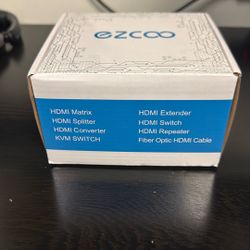 ezcoo
HDMI Matrix
HDMI Splitter
HDMI Converter
KVM SWITCH
HDMI Extender
HDMI Switch
HDMI Repeater
Fiber Optic HDMI Cable